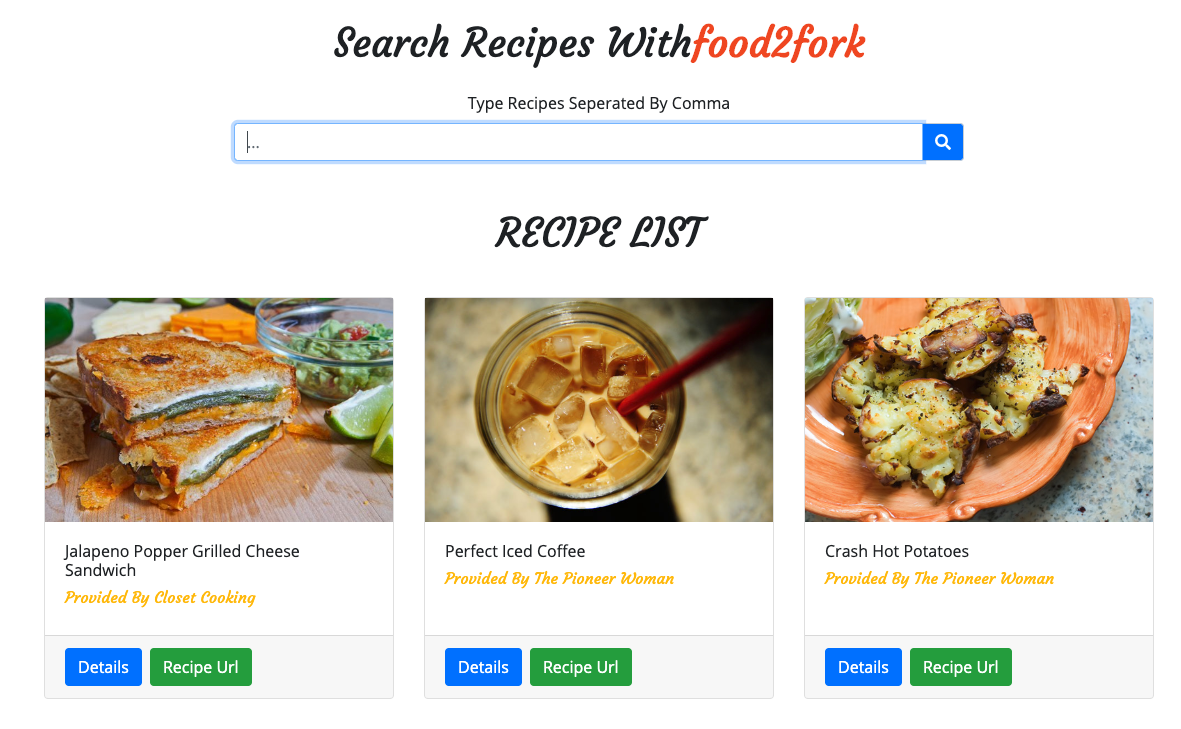 Search Recipes Withfood2fork
Type Recipes Seperated By Comma
...
RECIPE LIST
Jalapeno Popper Grilled Cheese
Sandwich
Provided By Closet Cooking
Details Recipe Url
Perfect Iced Coffee
Provided By The Pioneer Woman
Details Recipe Url
Crash Hot Potatoes
Provided By The Pioneer Woman
Details Recipe Url